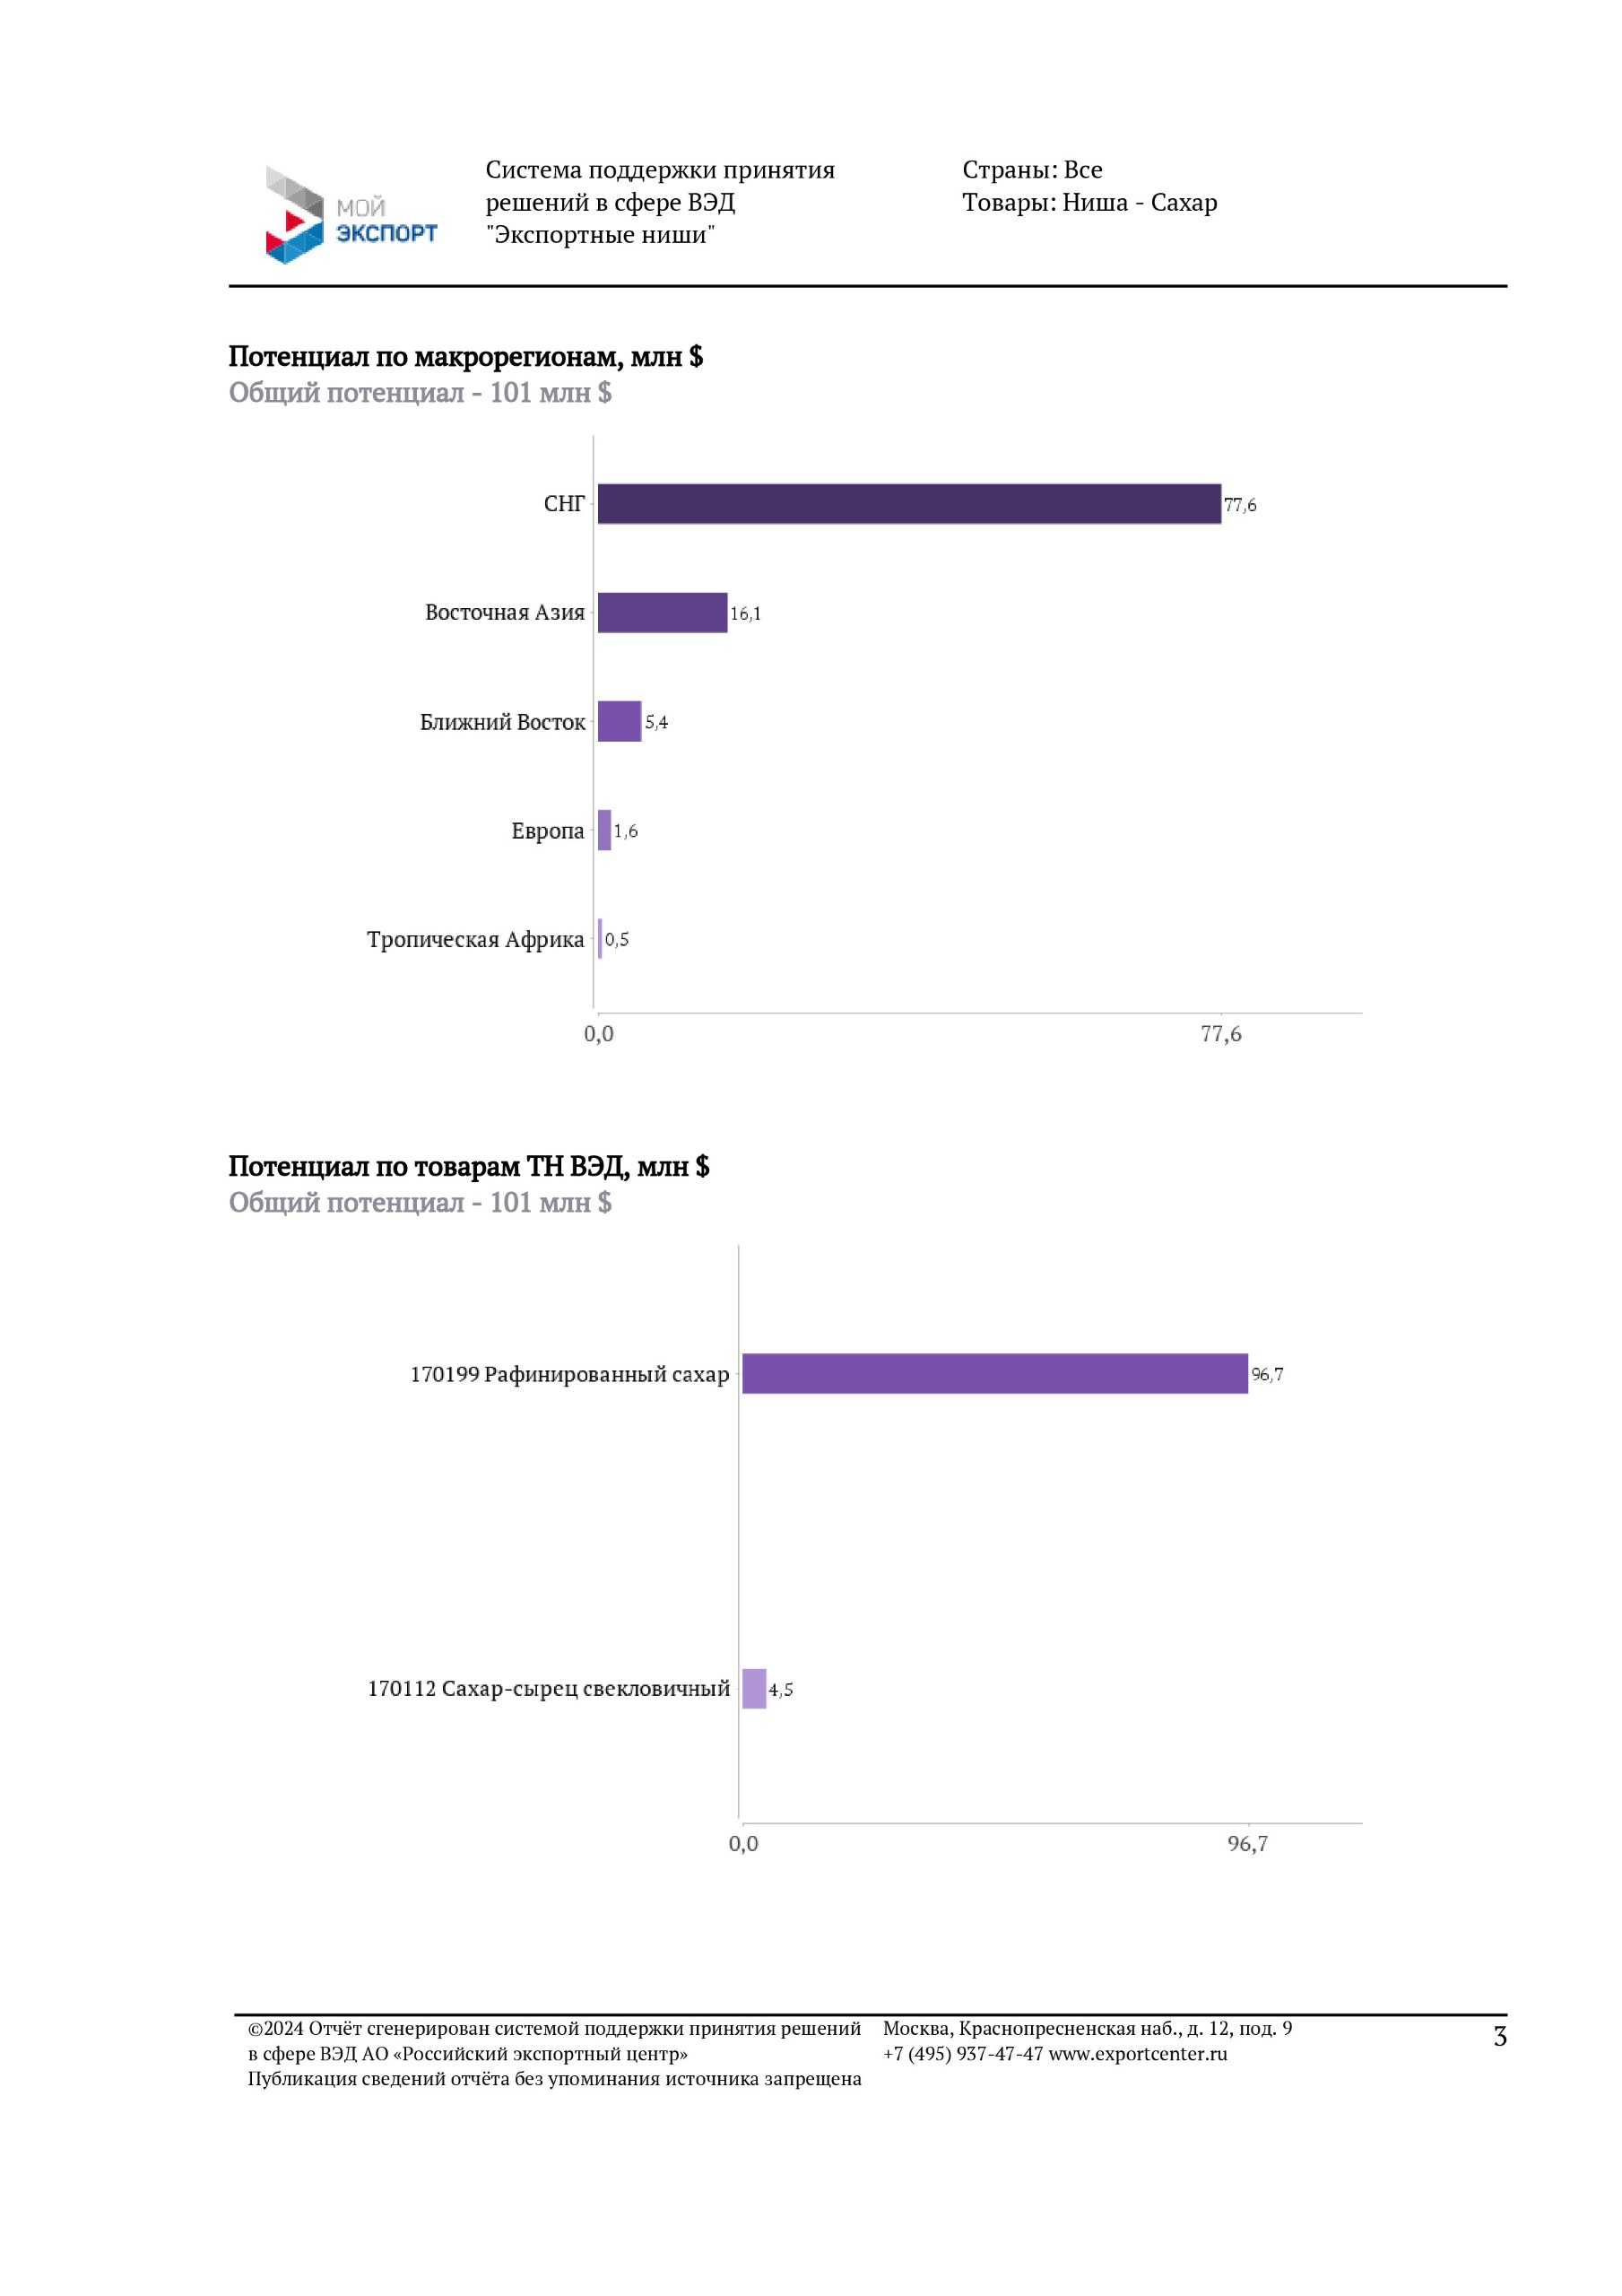 МОЙ
ЭКСПОРТ
Система поддержки принятия
решений в сфере ВЭД
"Экспортные ниши"
Страны: Все
Товары: Ниша - Сахар
Потенциал по макрорегионам, млн $
Общий потенциал - 101 млн $
СНГ 77,6
Восточная Азия 16,1
Ближний Восток 5,4
Европа 1,6
Тропическая Африка 0,5
0,0 77,6
Потенциал по товарам ТН ВЭД, млн $
Общий потенциал - 101 млн $
170199 Рафинированный сахар 96,7
170112 Сахар-сырец свекловичный 4,5
0,0 96,7
©2024 Отчёт сгенерирован системой поддержки принятия решений
в сфере ВЭД АО «Российский экспортный центр»
Публикация сведений отчёта без упоминания источника запрещена
Москва, Краснопресненская наб., д. 12, под. 9
+7 (495) 937-47-47 www.exportcenter.ru
3